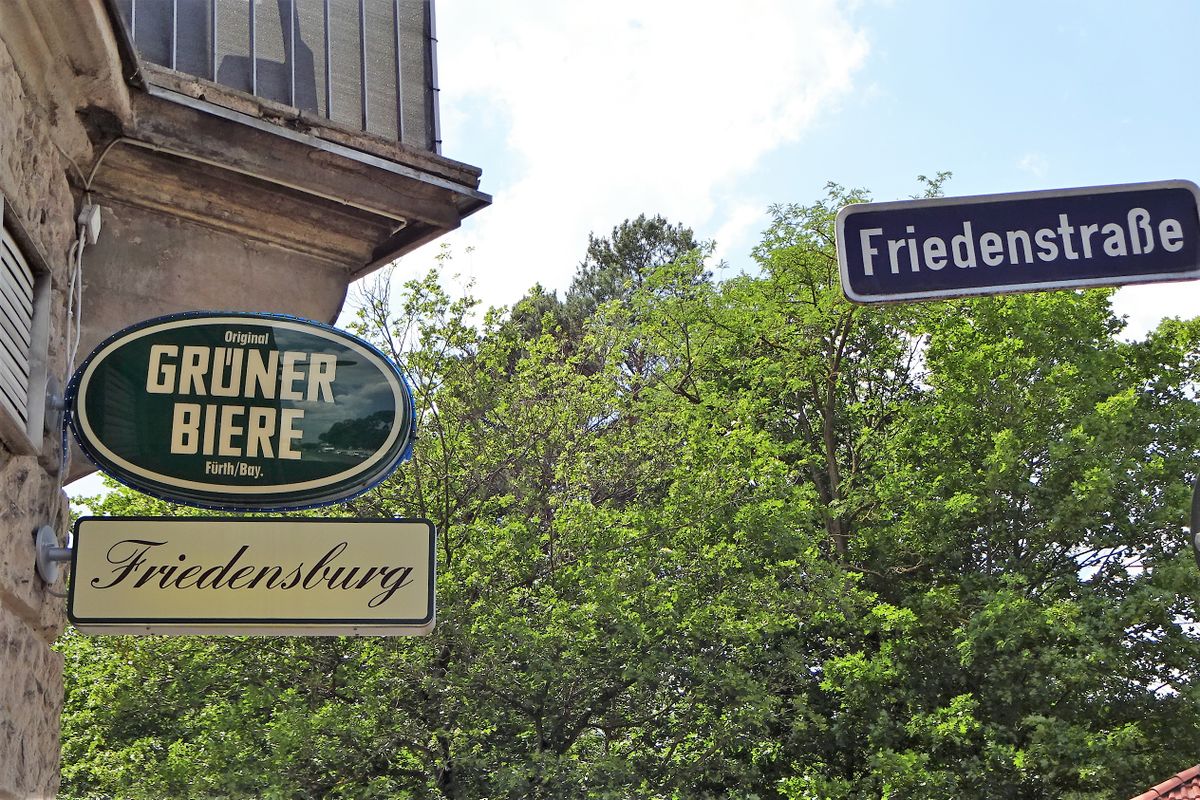 Original
GRÜNER
BIERE
Fürth/Bay.
Friedensburg
Friedenstraße